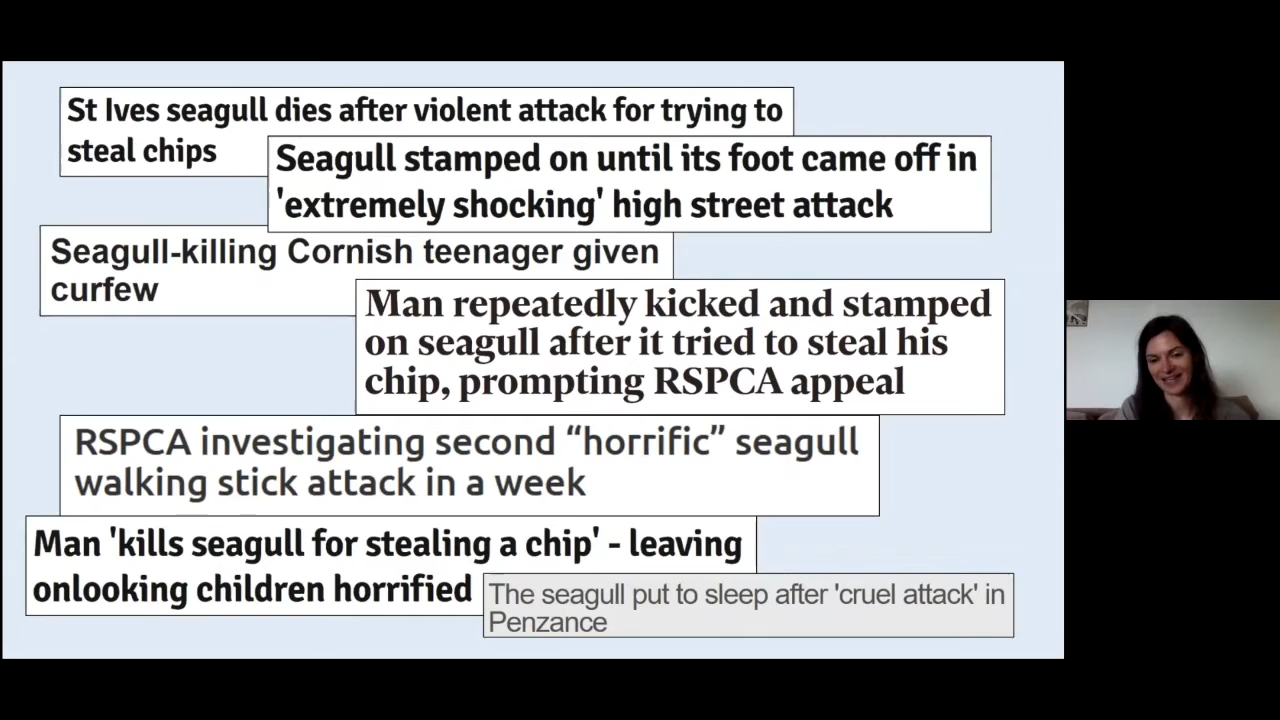 St Ives seagull dies after violent attack for trying to
steal chips
Seagull stamped on until its foot came off in
'extremely shocking' high street attack
Seagull-killing Cornish teenager given
curfew
Man repeatedly kicked and stamped
on seagull after it tried to steal his
chip, prompting RSPCA appeal
RSPCA investigating second “horrific” seagull
walking stick attack in a week
Man 'kills seagull for stealing a chip' - leaving
onlooking children horrified
The seagull put to sleep after 'cruel attack' in
Penzance